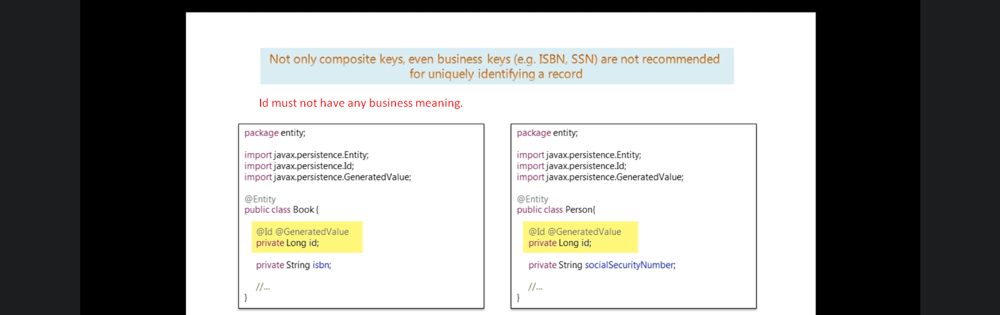 Not only composite keys, even business keys (e.g. ISBN, SSN) are not recommended
for uniquely identifying a record
Id must not have any business meaning.
package entity;
import javax.persistence.Entity;
import javax.persistence.Id;
import javax.persistence.GeneratedValue;
@Entity
public class Book {
@Id @GeneratedValue
private Long id;
private String isbn;
//...
}
package entity;
import javax.persistence.Entity;
import javax.persistence.Id;
import javax.persistence.GeneratedValue;
@Entity
public class Person{
@Id @GeneratedValue
private Long id;
private String socialSecurityNumber;
//...
}